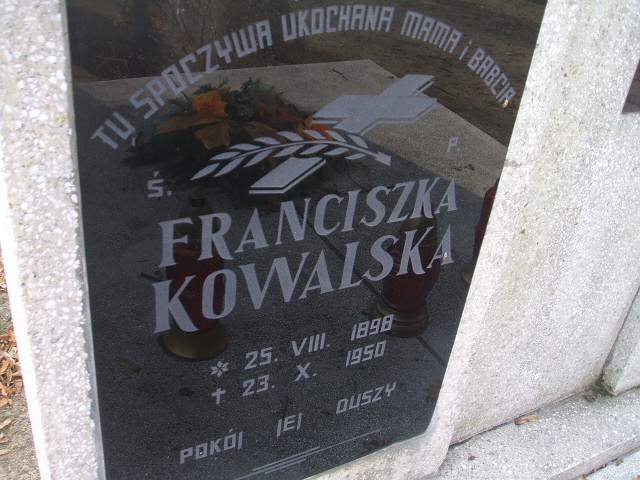 TU SPOCZYWA UKOCHANA MAMA i BABCIA
Ś. P.
FRANCISZKA
KOWALSKA
* 25. VIII. 1898
† 23. X. 1950
POKÓJ JEJ DUSZY